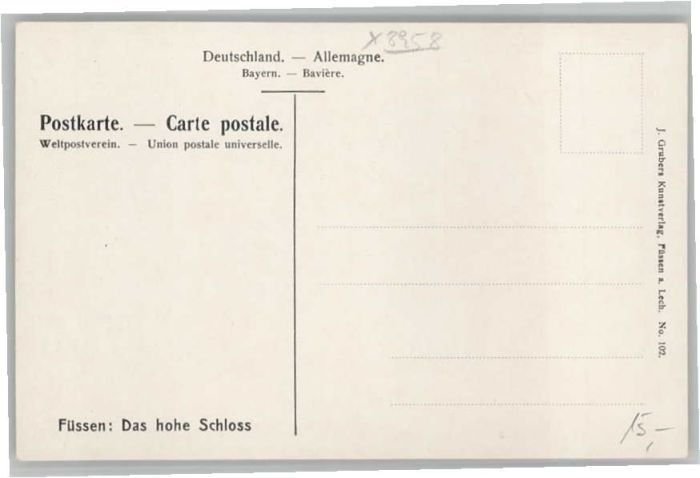 x 8958
Deutschland. — Allemagne.
Bayern. — Bavière.
Postkarte. — Carte postale.
Weltpostverein. — Union postale universelle.
J. Grubers Kunstverlag, Füssen a. Lech. No. 102.
Füssen: Das hohe Schloss
15,—